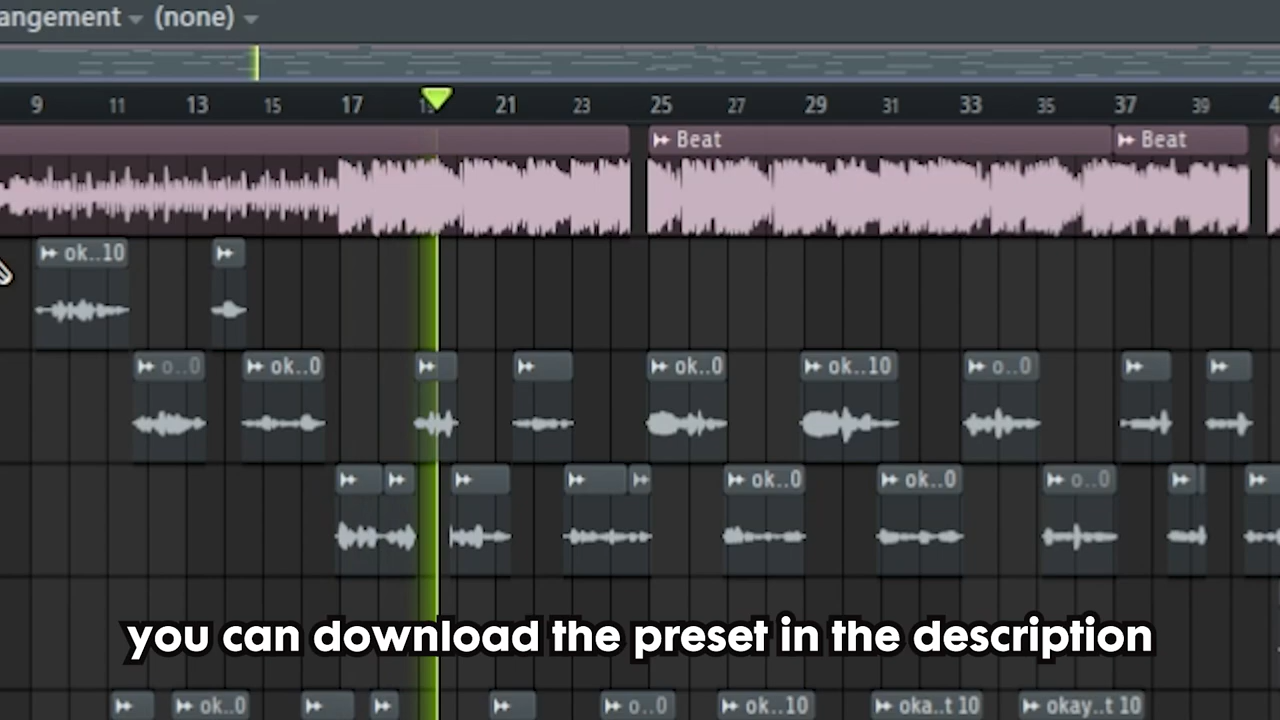 angement (none)
9 11 13 15 17 21 23 25 27 29 31 33 35 37 39 4
Beat Beat
ok..10
o..0 ok..0 ok..0 ok..10 o..0
ok..0 ok..0 o..0
you can download the preset in the description
ok..0 o..0 ok..10 oka..t 10 okay..t 10